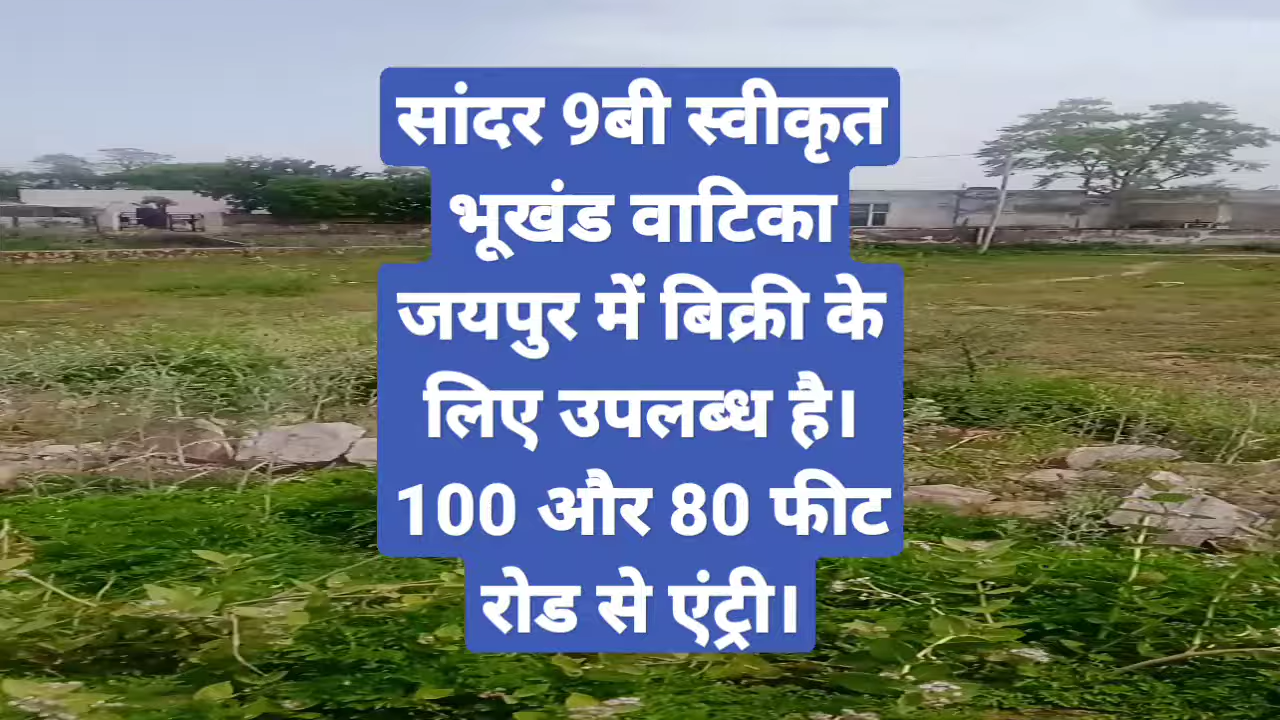 सांदर 9बी स्वीकृत
भूखंड वाटिका
जयपुर में बिक्री के
लिए उपलब्ध है।
100 और 80 फीट
रोड से एंट्री।